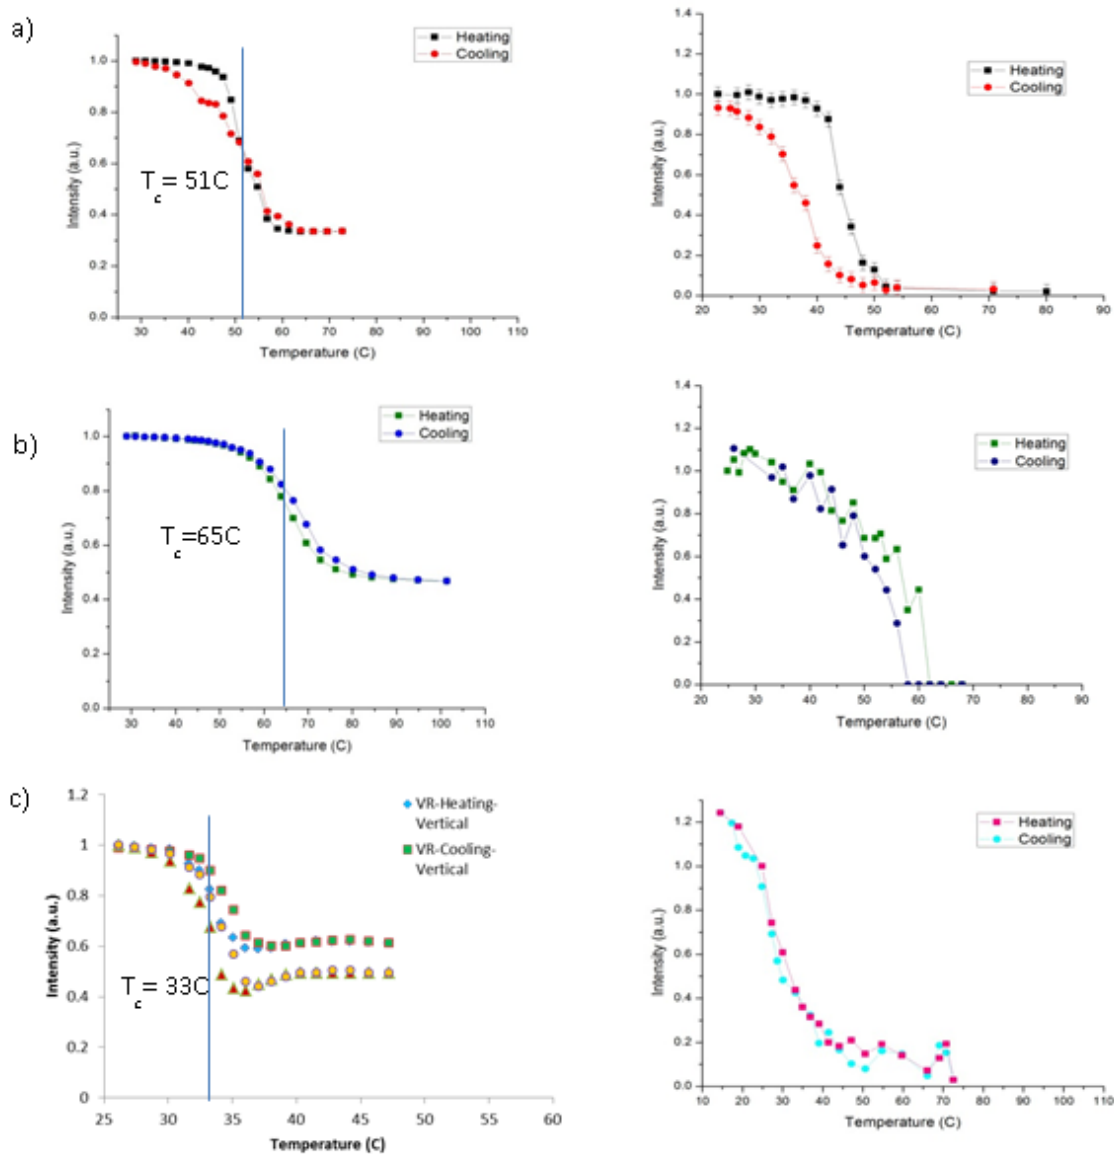 a)
Heating
Cooling
1.0
0.8
0.6
0.4
0.2
0.0
Intensity (a.u.)
T
c
= 51C
30 40 50 60 70 80 90 100 110
Temperature (C)
Heating
Cooling
1.4
1.2
1.0
0.8
0.6
0.4
0.2
0.0
Intensity (a.u.)
20 30 40 50 60 70 80 90
Temperature (C)
b)
Heating
Cooling
1.0
0.8
0.6
0.4
0.2
0.0
Intensity (a.u.)
T
c
=65C
30 40 50 60 70 80 90 100 110
Temperature (C)
Heating
Cooling
1.4
1.2
1.0
0.8
0.6
0.4
0.2
0.0
Intensity (a.u.)
20 30 40 50 60 70 80 90
Temperature (C)
c)
VR-Heating-
Vertical
VR-Cooling-
Vertical
1.2
1
0.8
0.6
0.4
0.2
0
Intensity (a.u.)
T
c
= 33C
25 30 35 40 45 50 55 60
Temperature (C)
Heating
Cooling
1.2
1.0
0.8
0.6
0.4
0.2
0.0
Intensity (a.u.)
10 20 30 40 50 60 70 80 90 100 110
Temperature (C)